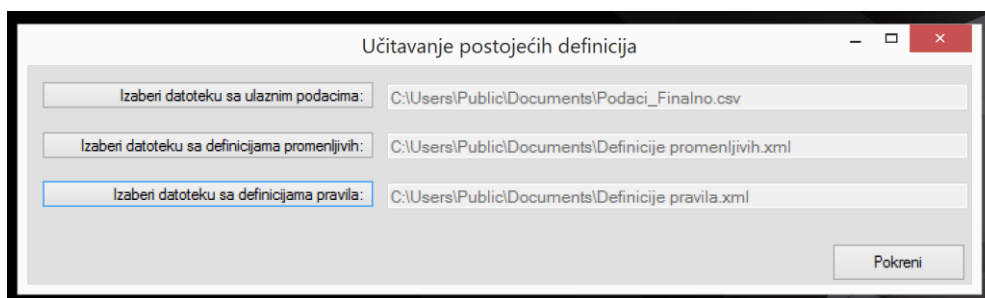 Učitavanje postojećih definicija
Izaberi datoteku sa ulaznim podacima: C:\Users\Public\Documents\Podaci_Finalno.csv
Izaberi datoteku sa definicijama promenljivih: C:\Users\Public\Documents\Definicije promenljivih.xml
Izaberi datoteku sa definicijama pravila: C:\Users\Public\Documents\Definicije pravila.xml
Pokreni